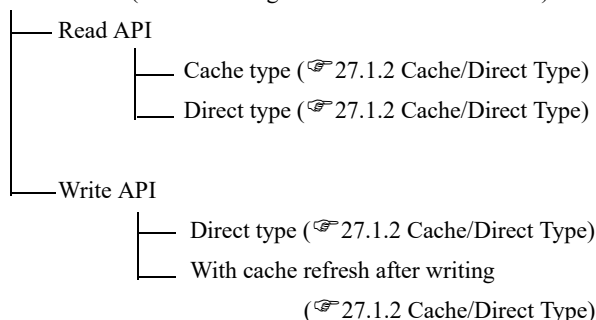 Read API
Cache type (☞27.1.2 Cache/Direct Type)
Direct type (☞27.1.2 Cache/Direct Type)
Write API
Direct type (☞27.1.2 Cache/Direct Type)
With cache refresh after writing
(☞27.1.2 Cache/Direct Type)